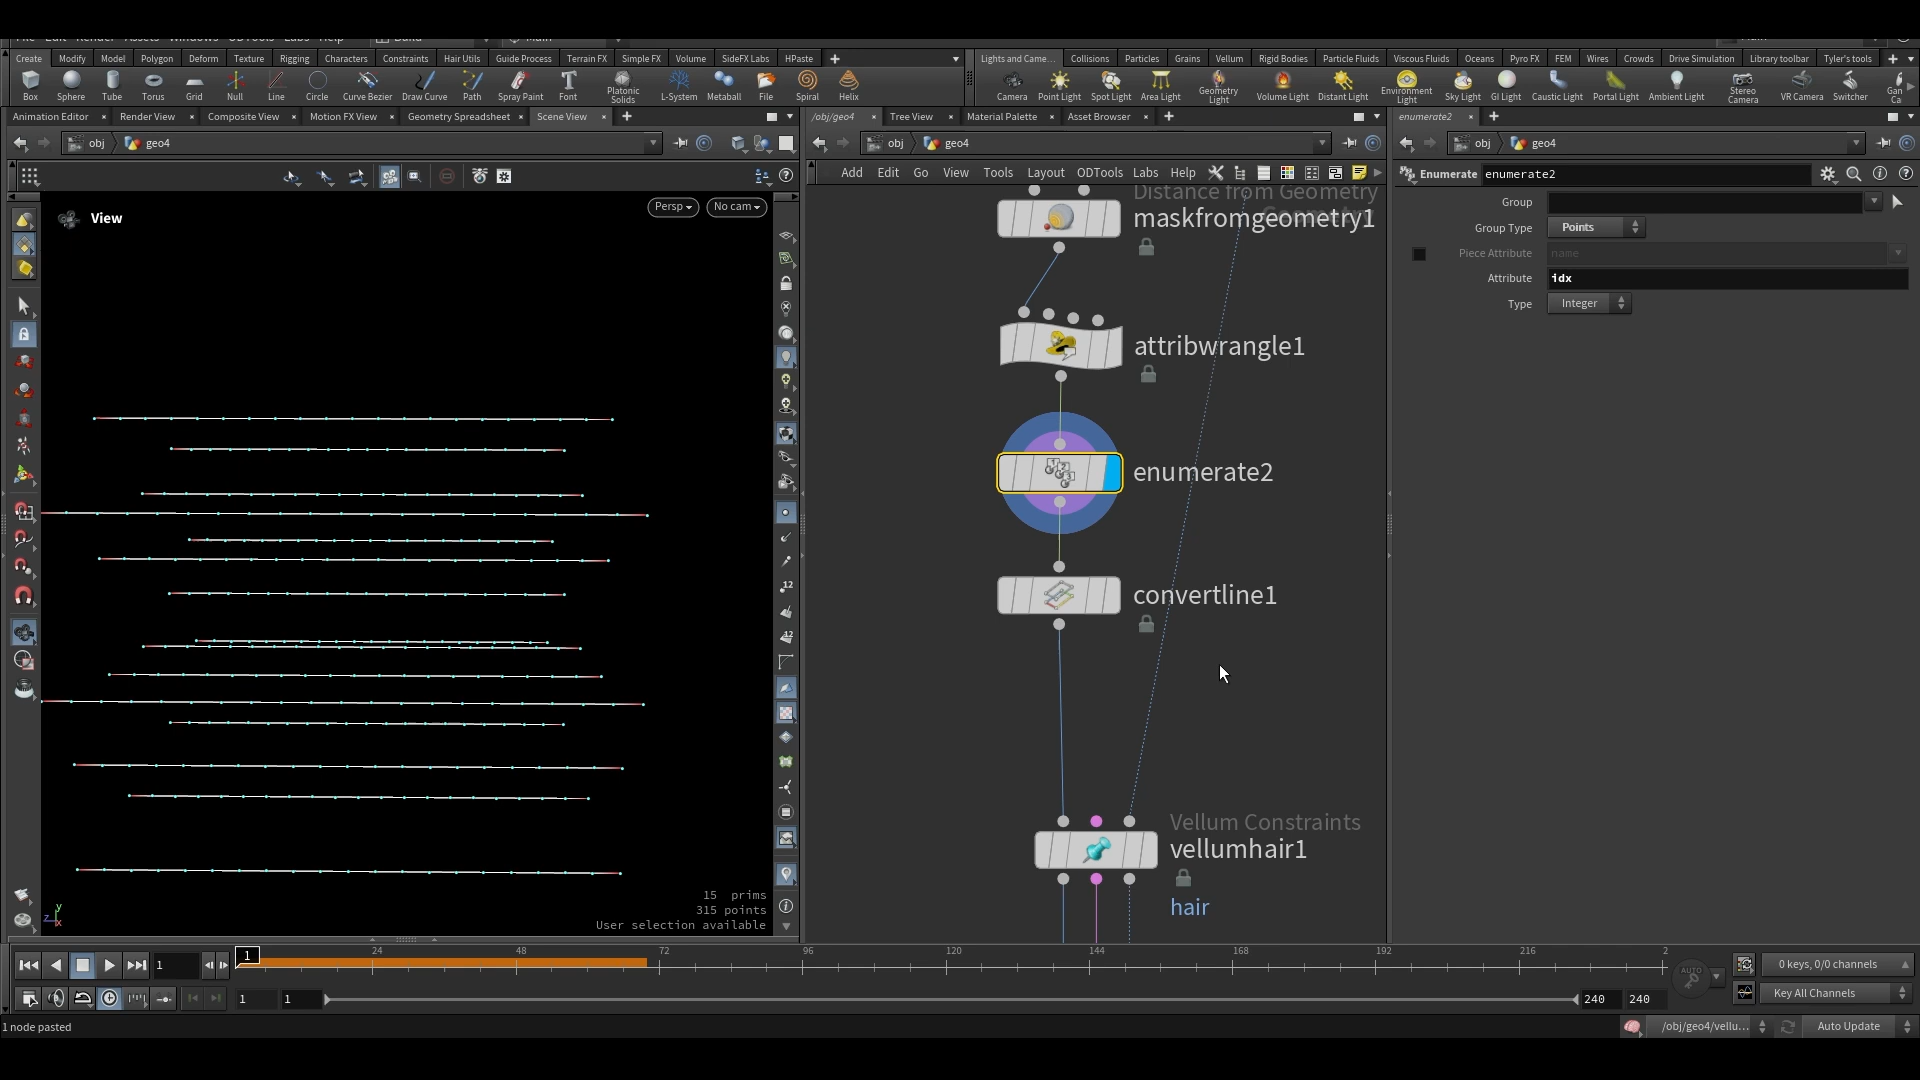 Create Modify Model Polygon Deform Texture Rigging Characters Constraints Hair Utils Guide Process Terrain FX Simple FX Volume SideFX Labs HPaste
Lights and Came... Collisions Particles Grains Vellum Rigid Bodies Particle Fluids Viscous Fluids Oceans Pyro FX FEM Wires Crowds Drive Simulation Library toolbar Tyler's tools
Box Sphere Tube Torus Grid Null Line Circle Curve Bezier Draw Curve Path Spray Paint Font Platonic Solids L-System Metaball File Spiral Helix
Camera Point Light Spot Light Area Light Geometry Light Volume Light Distant Light Environment Light Sky Light GI Light Caustic Light Portal Light Ambient Light Stereo Camera VR Camera Switcher
Animation Editor Render View Composite View Motion FX View Geometry Spreadsheet Scene View
/obj/geo4 Tree View Material Palette Asset Browser
enumerate2
obj geo4
obj geo4
obj geo4
Add Edit Go View Tools Layout ODTools Labs Help
Enumerate enumerate2
View
Persp
No cam
Distance from Geometry
maskfromgeometry1
attribwrangle1
enumerate2
convertline1
Vellum Constraints
vellumhair1
hair
Group
Group Type Points
Piece Attribute name
Attribute idx
Type Integer
12
12
y
z
x
15 prims
315 points
User selection available
1 24 48 72 96 120 144 168 192 216 2
1
1 1
240 240
AUTO
0 keys, 0/0 channels
Key All Channels
1 node pasted
/obj/geo4/vellu...
Auto Update